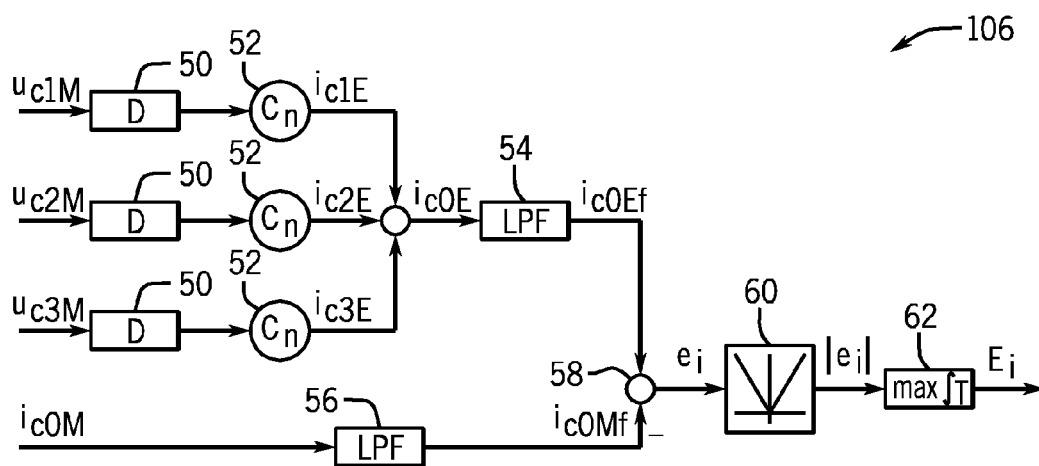 106
50
52
u_c1M
D
C_n
i_c1E
50
52
54
u_c2M
D
C_n
i_c2E
i_c0E
LPF
i_c0Ef
50
52
u_c3M
D
C_n
i_c3E
60
62
58
e_i
|e_i|
max ∫T
E_i
i_c0M
56
LPF
i_c0Mf
−